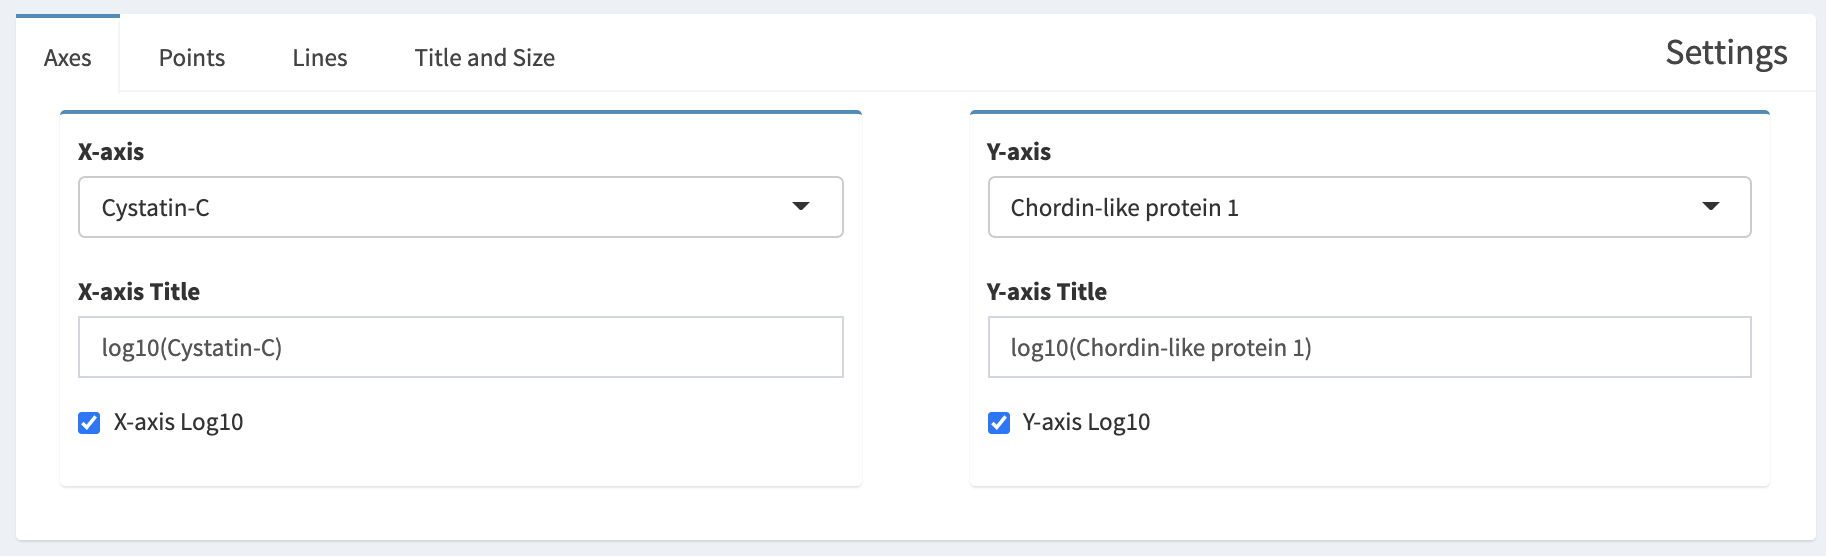 Axes
Points
Lines
Title and Size
Settings
X-axis
Cystatin-C
X-axis Title
log10(Cystatin-C)
X-axis Log10
Y-axis
Chordin-like protein 1
Y-axis Title
log10(Chordin-like protein 1)
Y-axis Log10